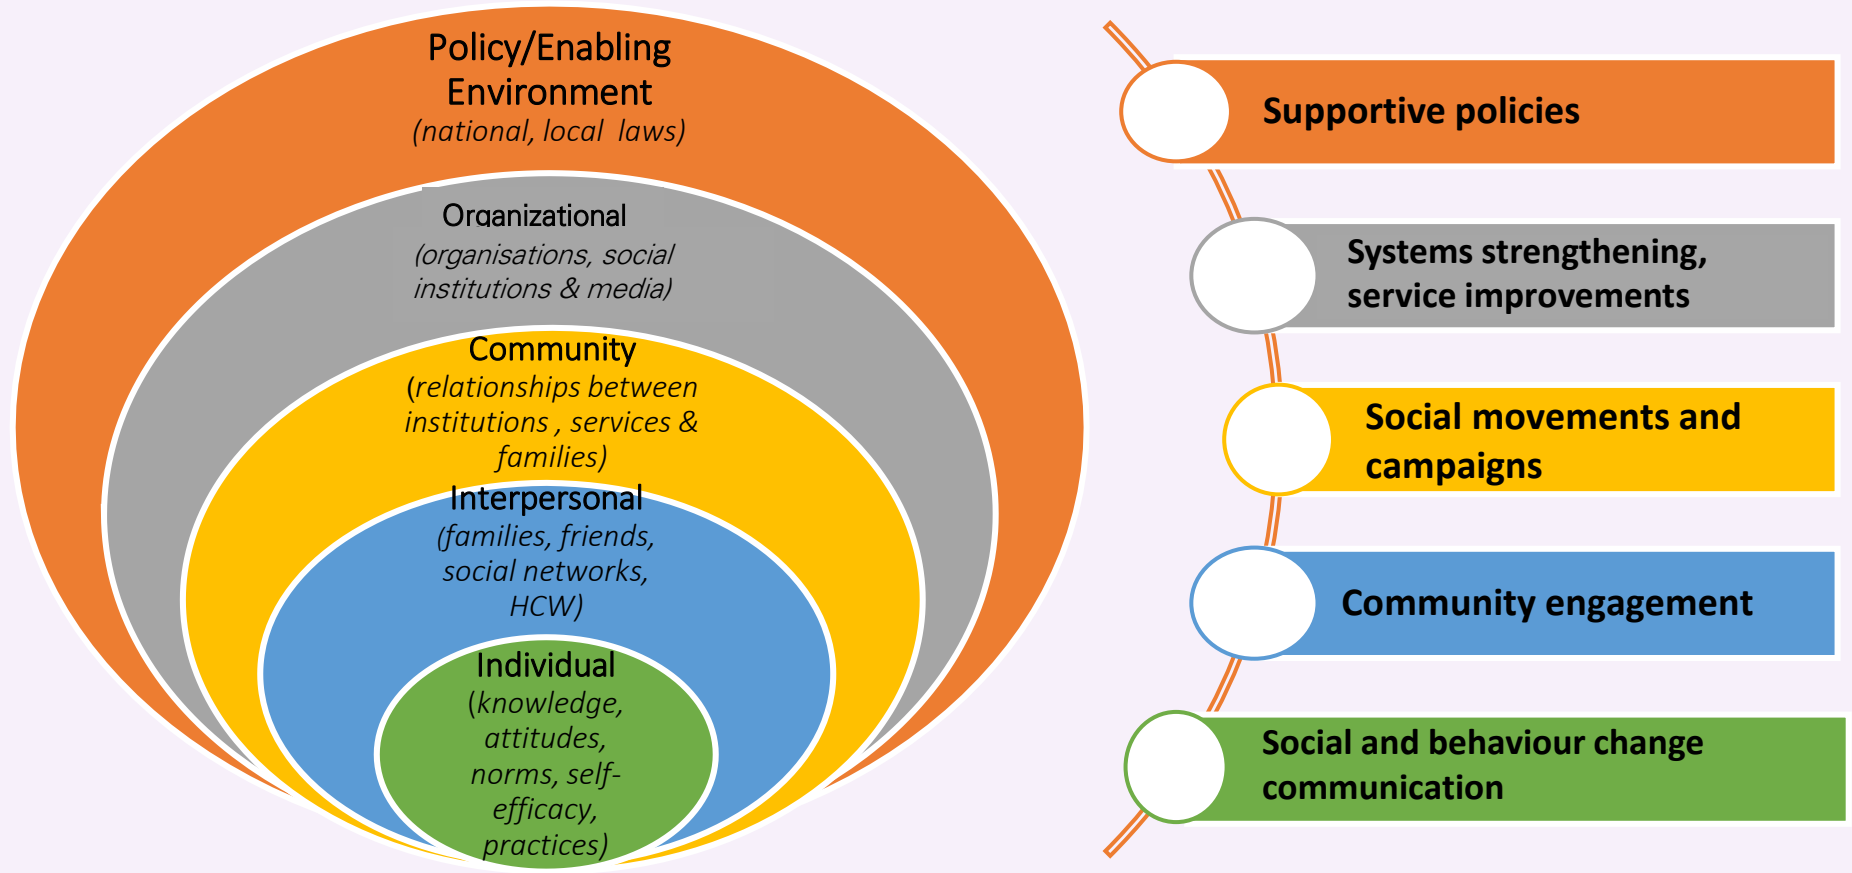 Policy/Enabling
Environment
(national, local laws)
Organizational
(organisations, social
institutions & media)
Community
(relationships between
institutions , services &
families)
Interpersonal
(families, friends,
social networks,
HCW)
Individual
(knowledge,
attitudes,
norms, self-
efficacy,
practices)
Supportive policies
Systems strengthening,
service improvements
Social movements and
campaigns
Community engagement
Social and behaviour change
communication